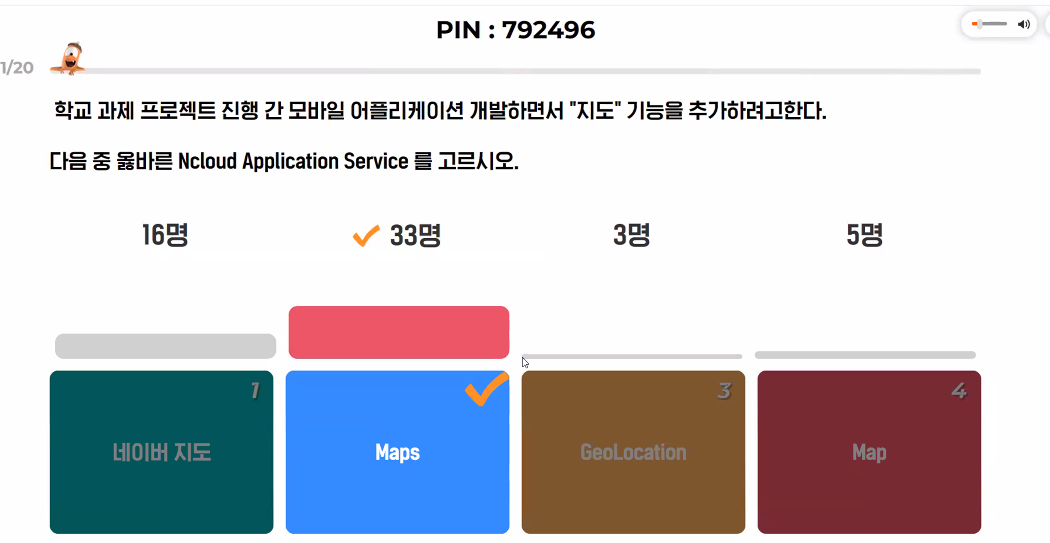 PIN : 792496
1/20
학교 과제 프로젝트 진행 간 모바일 어플리케이션 개발하면서 "지도" 기능을 추가하려고한다.
다음 중 옳바른 Ncloud Application Service 를 고르시오.
16명 33명 3명 5명
1 3 4
네이버 지도 Maps GeoLocation Map